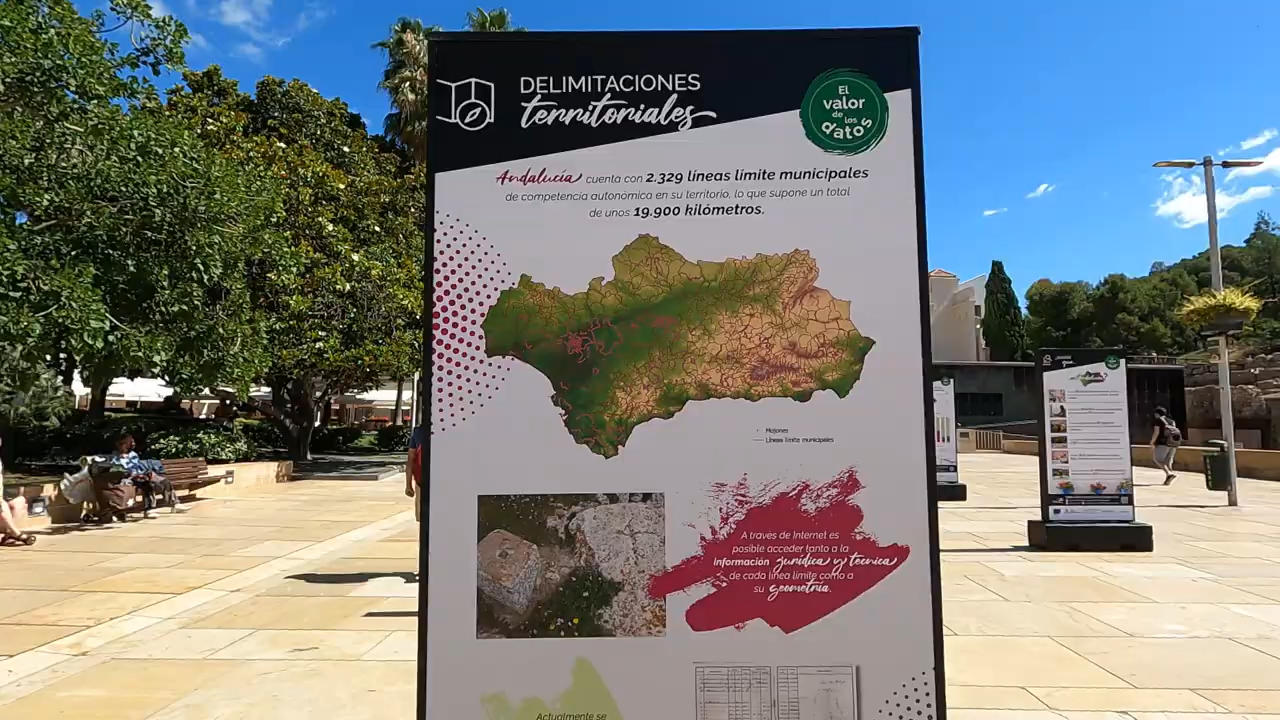 DELIMITACIONES
territoriales
El
valor
de los
datos
Andalucía cuenta con 2.329 líneas límite municipales
de competencia autonómica en su territorio, lo que supone un total
de unos 19.900 kilómetros.
Mojones
Líneas límite municipales
A través de Internet es
posible acceder tanto a la
información jurídica y técnica
de cada línea límite como a
su geometría.
Actualmente se